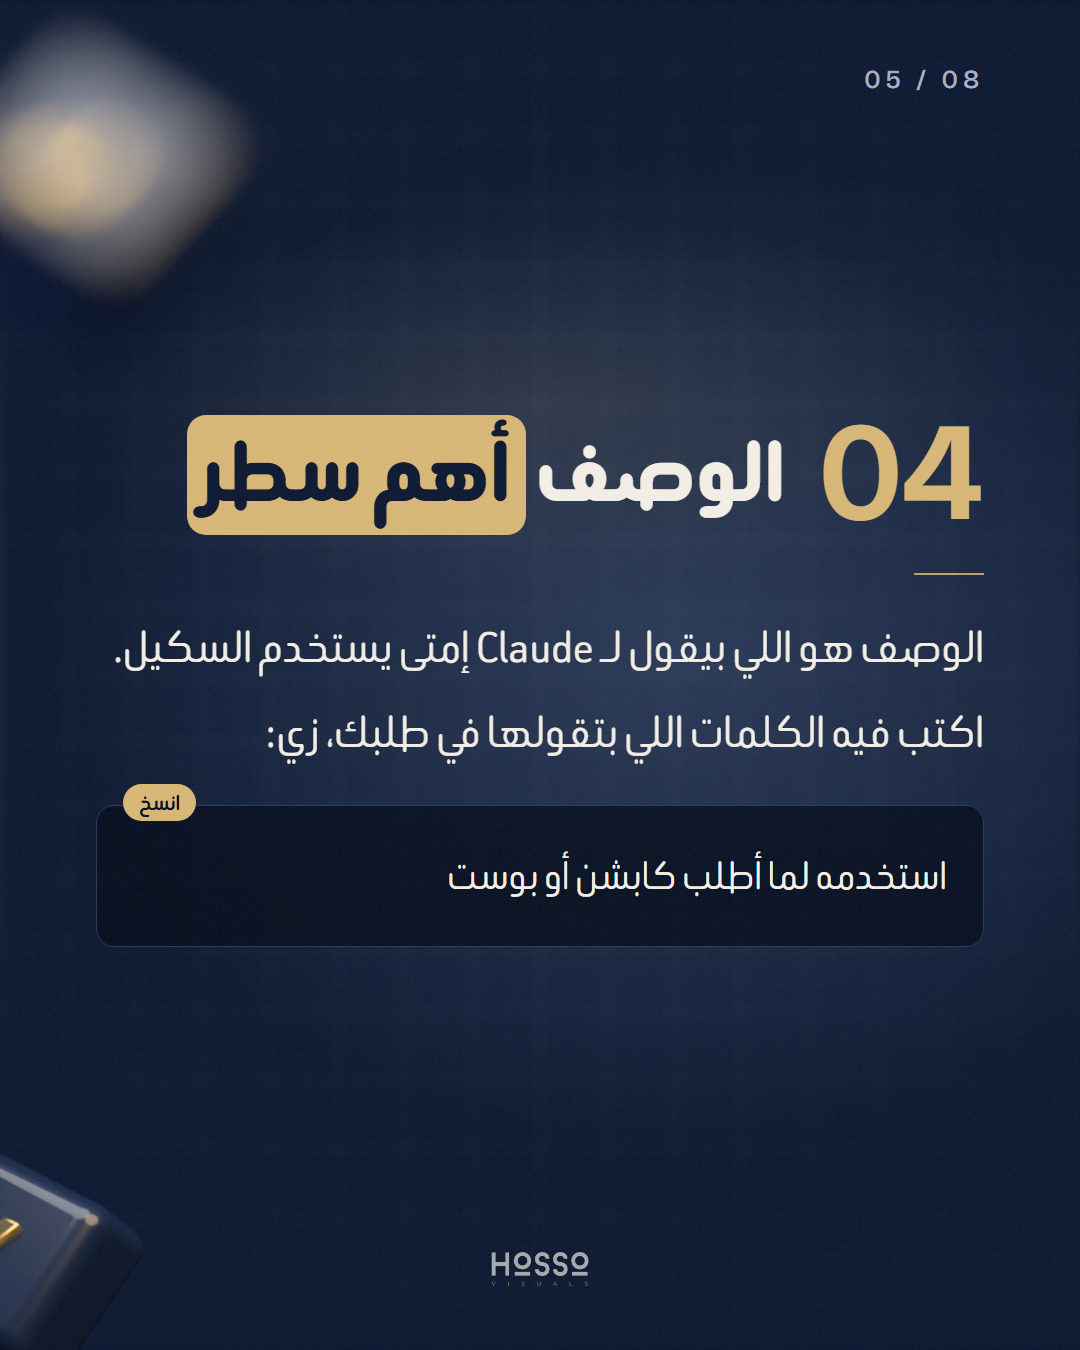 05 / 08
04 الوصف أهم سطر
الوصف هو اللي بيقول لـ Claude إمتى يستخدم السكيل.
اكتب فيه الكلمات اللي بتقولها في طلبك، زي:
انسخ
استخدمه لما أطلب كابشن أو بوست
HOSSO
VISUALS